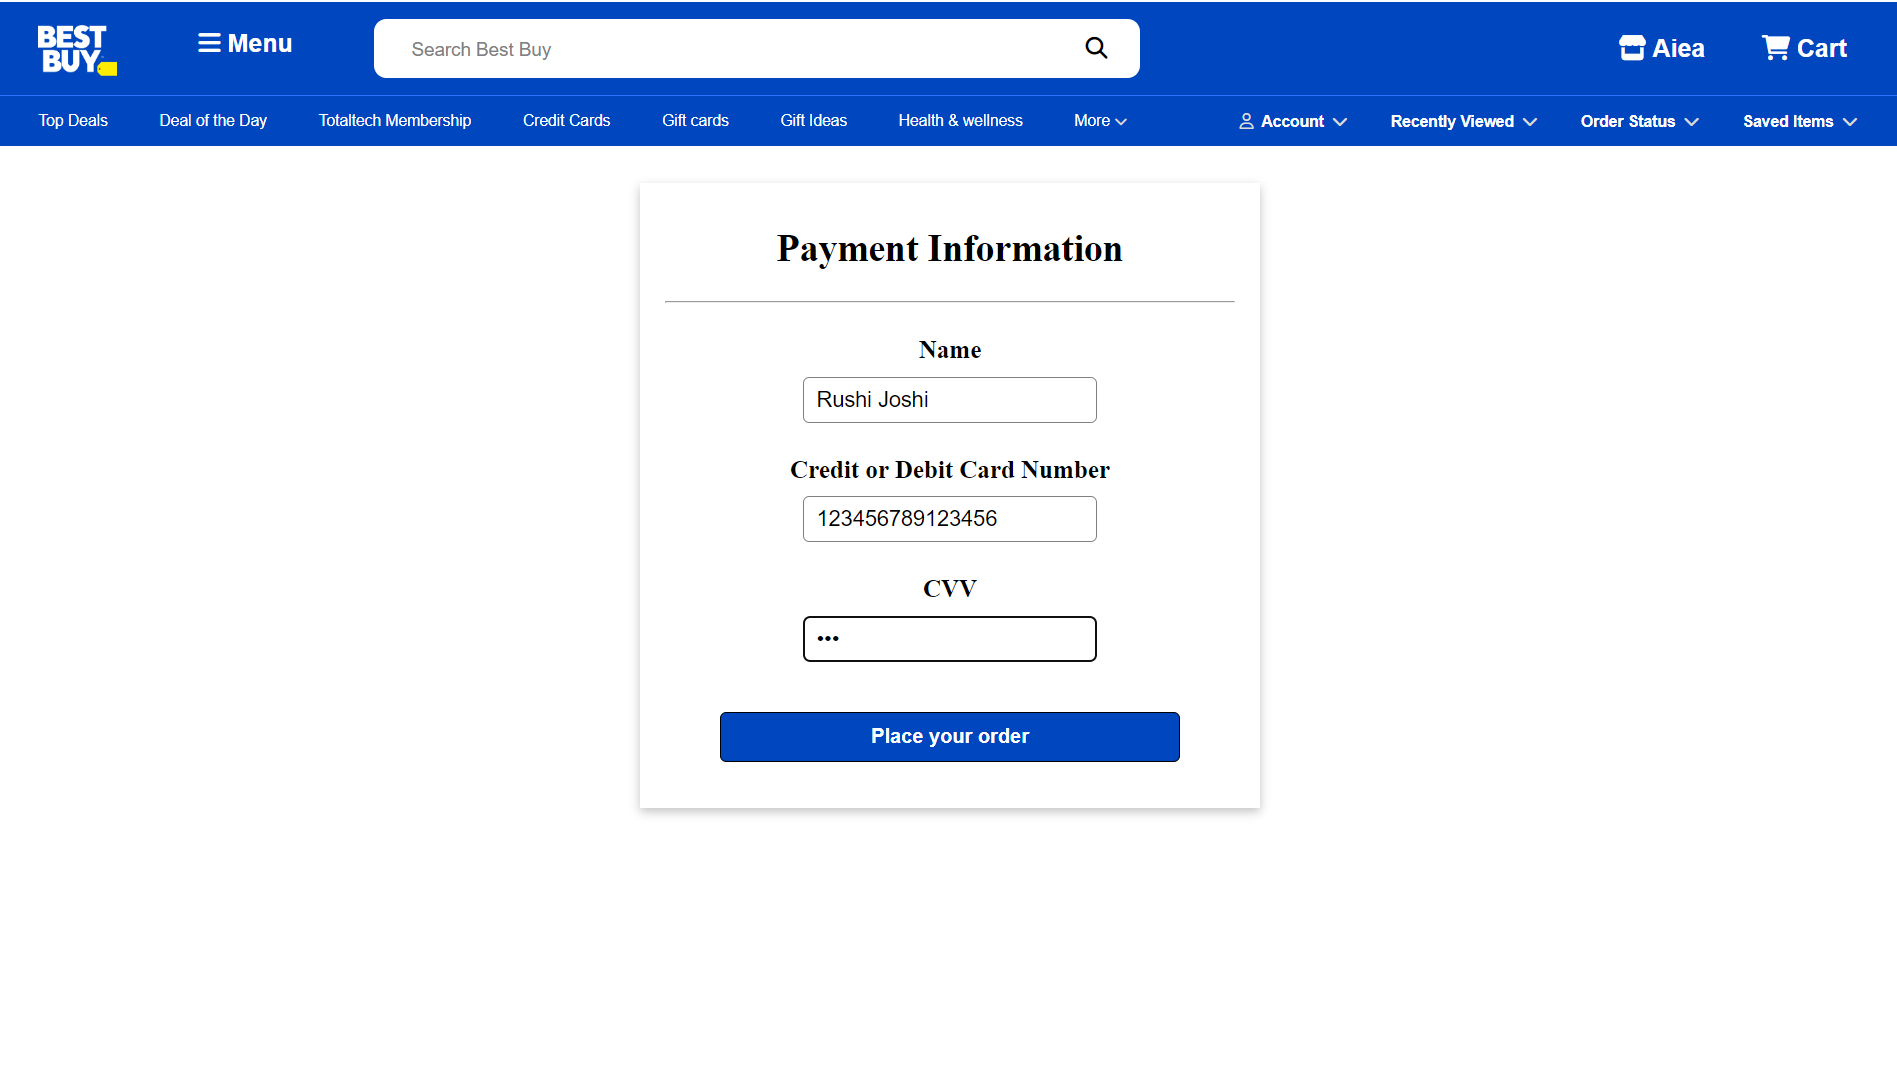 BEST
BUY
Menu
Search Best Buy
Aiea
Cart
Top Deals
Deal of the Day
Totaltech Membership
Credit Cards
Gift cards
Gift Ideas
Health & wellness
More
Account
Recently Viewed
Order Status
Saved Items
Payment Information
Name
Rushi Joshi
Credit or Debit Card Number
123456789123456
CVV
•••
Place your order